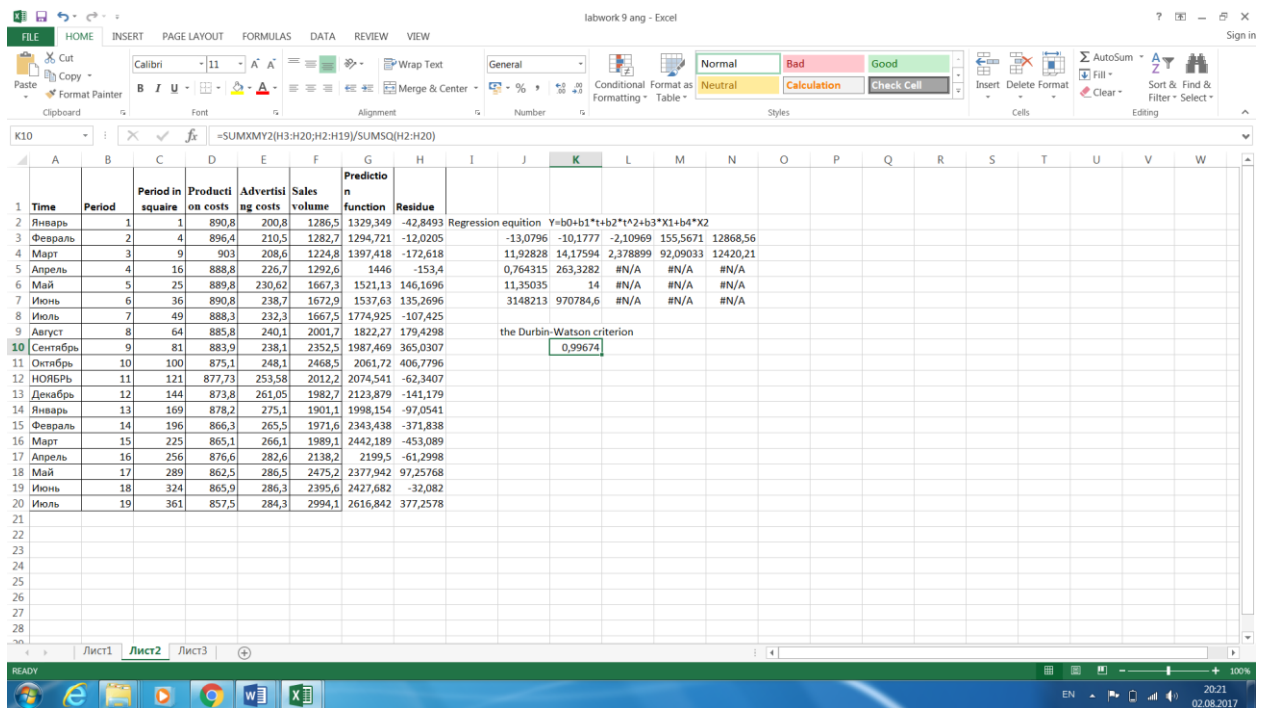 labwork 9 ang - Excel
FILE HOME INSERT PAGE LAYOUT FORMULAS DATA REVIEW VIEW Sign in
Cut
Copy
Format Painter
Paste
Calibri 11
Wrap Text
Merge & Center
General
Conditional Formatting
Format as Table
Normal Bad Good
Neutral Calculation Check Cell
Insert Delete Format
AutoSum
Fill
Clear
Sort & Filter
Find & Select
Clipboard Font Alignment Number Styles Cells Editing
K10 =SUMXMY2(H3:H20;H2:H19)/SUMSQ(H2:H20)
A B C D E F G H I J K L M N O P Q R S T U V W
1 Time Period Period in squaire Producti on costs Advertisi ng costs Sales volume Predictio n function Residue
2 Январь 1 1 890,8 200,8 1286,5 1329,349 -42,8493 Regression equition Y=b0+b1*t+b2*t^2+b3*X1+b4*X2
3 Февраль 2 4 896,4 210,5 1282,7 1294,721 -12,0205 -13,0796 -10,1777 -2,10969 155,5671 12868,56
4 Март 3 9 903 208,6 1224,8 1397,418 -172,618 11,92828 14,17594 2,378899 92,09033 12420,21
5 Апрель 4 16 888,8 226,7 1292,6 1446 -153,4 0,764315 263,3282 #N/A #N/A #N/A
6 Май 5 25 889,8 230,62 1667,3 1521,13 146,1696 11,35035 14 #N/A #N/A #N/A
7 Июнь 6 36 890,8 238,7 1672,9 1537,63 135,2696 3148213 970784,6 #N/A #N/A #N/A
8 Июль 7 49 888,3 232,3 1667,5 1774,925 -107,425
9 Август 8 64 885,8 240,1 2001,7 1822,27 179,4298 the Durbin-Watson criterion
10 Сентябрь 9 81 883,9 238,1 2352,5 1987,469 365,0307 0,99674
11 Октябрь 10 100 875,1 248,1 2468,5 2061,72 406,7796
12 НОЯБРЬ 11 121 877,73 253,58 2012,2 2074,541 -62,3407
13 Декабрь 12 144 873,8 261,05 1982,7 2123,879 -141,179
14 Январь 13 169 878,2 275,1 1901,1 1998,154 -97,0541
15 Февраль 14 196 866,3 265,5 1971,6 2343,438 -371,838
16 Март 15 225 865,1 266,1 1989,1 2442,189 -453,089
17 Апрель 16 256 876,6 282,6 2138,2 2199,5 -61,2998
18 Май 17 289 862,5 286,5 2475,2 2377,942 97,25768
19 Июнь 18 324 865,9 286,3 2395,6 2427,682 -32,082
20 Июль 19 361 857,5 284,3 2994,1 2616,842 377,2578
21
22
23
24
25
26
27
28
Лист1 Лист2 Лист3
READY 100%
EN 20:21
02.08.2017